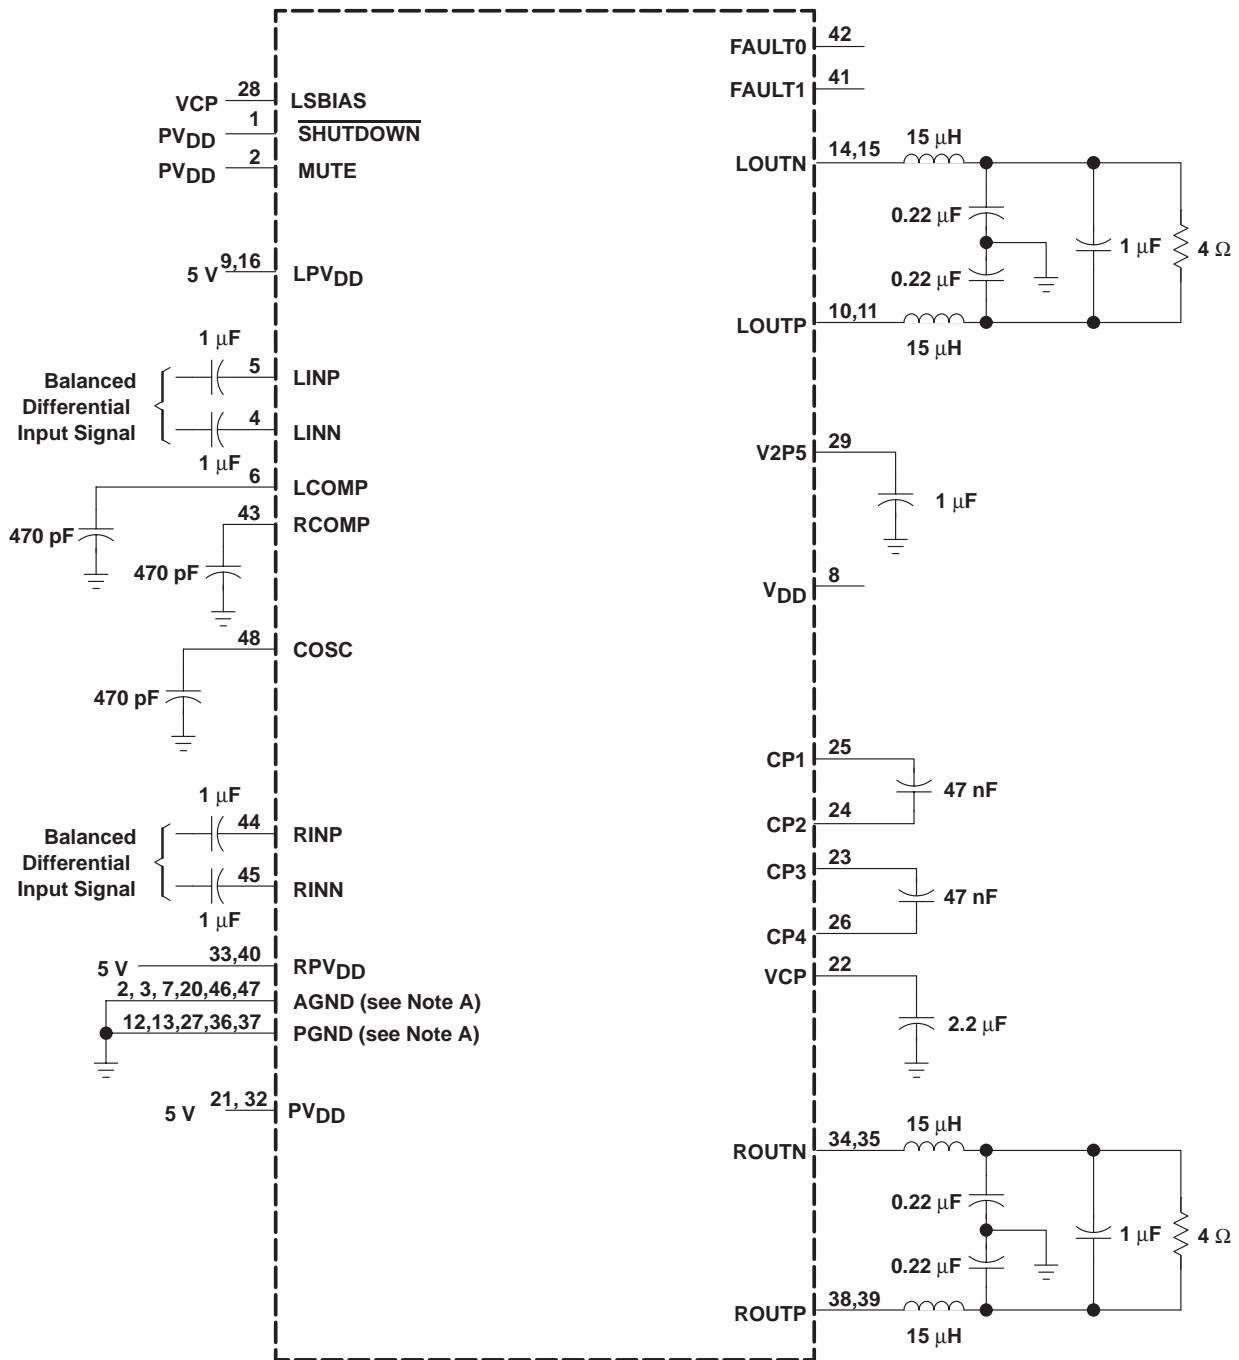 FAULT0 42
FAULT1 41
VCP 28 LSBIAS
PVDD 1 SHUTDOWN
PVDD 2 MUTE
LOUTN 14,15 15 μH
0.22 μF
0.22 μF
1 μF
4 Ω
LOUTP 10,11
15 μH
5 V 9,16 LPVDD
1 μF
5 LINP
Balanced
Differential
Input Signal
4 LINN
1 μF
6 LCOMP
470 pF
43 RCOMP
470 pF
V2P5 29
1 μF
VDD 8
48 COSC
470 pF
CP1 25
47 nF
CP2 24
CP3 23
47 nF
CP4 26
VCP 22
2.2 μF
1 μF
44 RINP
Balanced
Differential
Input Signal
45 RINN
1 μF
5 V 33,40 RPVDD
2, 3, 7,20,46,47 AGND (see Note A)
12,13,27,36,37 PGND (see Note A)
5 V 21, 32 PVDD
ROUTN 34,35 15 μH
0.22 μF
0.22 μF
1 μF
4 Ω
ROUTP 38,39
15 μH